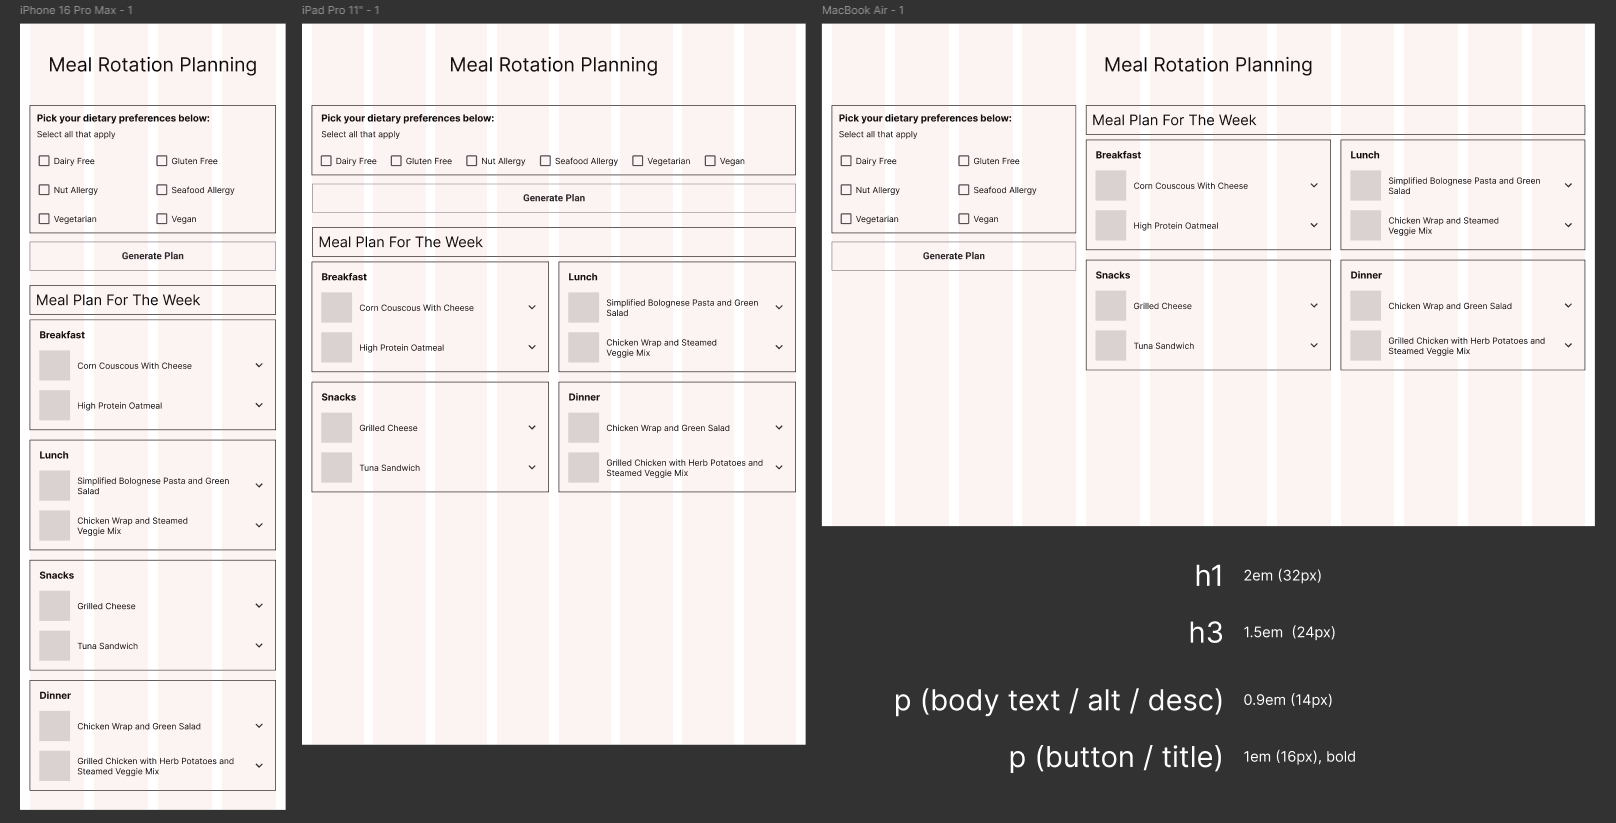 iPhone 16 Pro Max - 1
Meal Rotation Planning
Pick your dietary preferences below:
Select all that apply
Dairy Free
Gluten Free
Nut Allergy
Seafood Allergy
Vegetarian
Vegan
Generate Plan
Meal Plan For The Week
Breakfast
Corn Couscous With Cheese
High Protein Oatmeal
Lunch
Simplified Bolognese Pasta and Green
Salad
Chicken Wrap and Steamed
Veggie Mix
Snacks
Grilled Cheese
Tuna Sandwich
Dinner
Chicken Wrap and Green Salad
Grilled Chicken with Herb Potatoes and
Steamed Veggie Mix
iPad Pro 11" - 1
Meal Rotation Planning
Pick your dietary preferences below:
Select all that apply
Dairy Free
Gluten Free
Nut Allergy
Seafood Allergy
Vegetarian
Vegan
Generate Plan
Meal Plan For The Week
Breakfast
Corn Couscous With Cheese
High Protein Oatmeal
Lunch
Simplified Bolognese Pasta and Green
Salad
Chicken Wrap and Steamed
Veggie Mix
Snacks
Grilled Cheese
Tuna Sandwich
Dinner
Chicken Wrap and Green Salad
Grilled Chicken with Herb Potatoes and
Steamed Veggie Mix
MacBook Air - 1
Meal Rotation Planning
Pick your dietary preferences below:
Select all that apply
Dairy Free
Gluten Free
Nut Allergy
Seafood Allergy
Vegetarian
Vegan
Generate Plan
Meal Plan For The Week
Breakfast
Corn Couscous With Cheese
High Protein Oatmeal
Lunch
Simplified Bolognese Pasta and Green
Salad
Chicken Wrap and Steamed
Veggie Mix
Snacks
Grilled Cheese
Tuna Sandwich
Dinner
Chicken Wrap and Green Salad
Grilled Chicken with Herb Potatoes and
Steamed Veggie Mix
h1 2em (32px)
h3 1.5em (24px)
p (body text / alt / desc) 0.9em (14px)
p (button / title) 1em (16px), bold